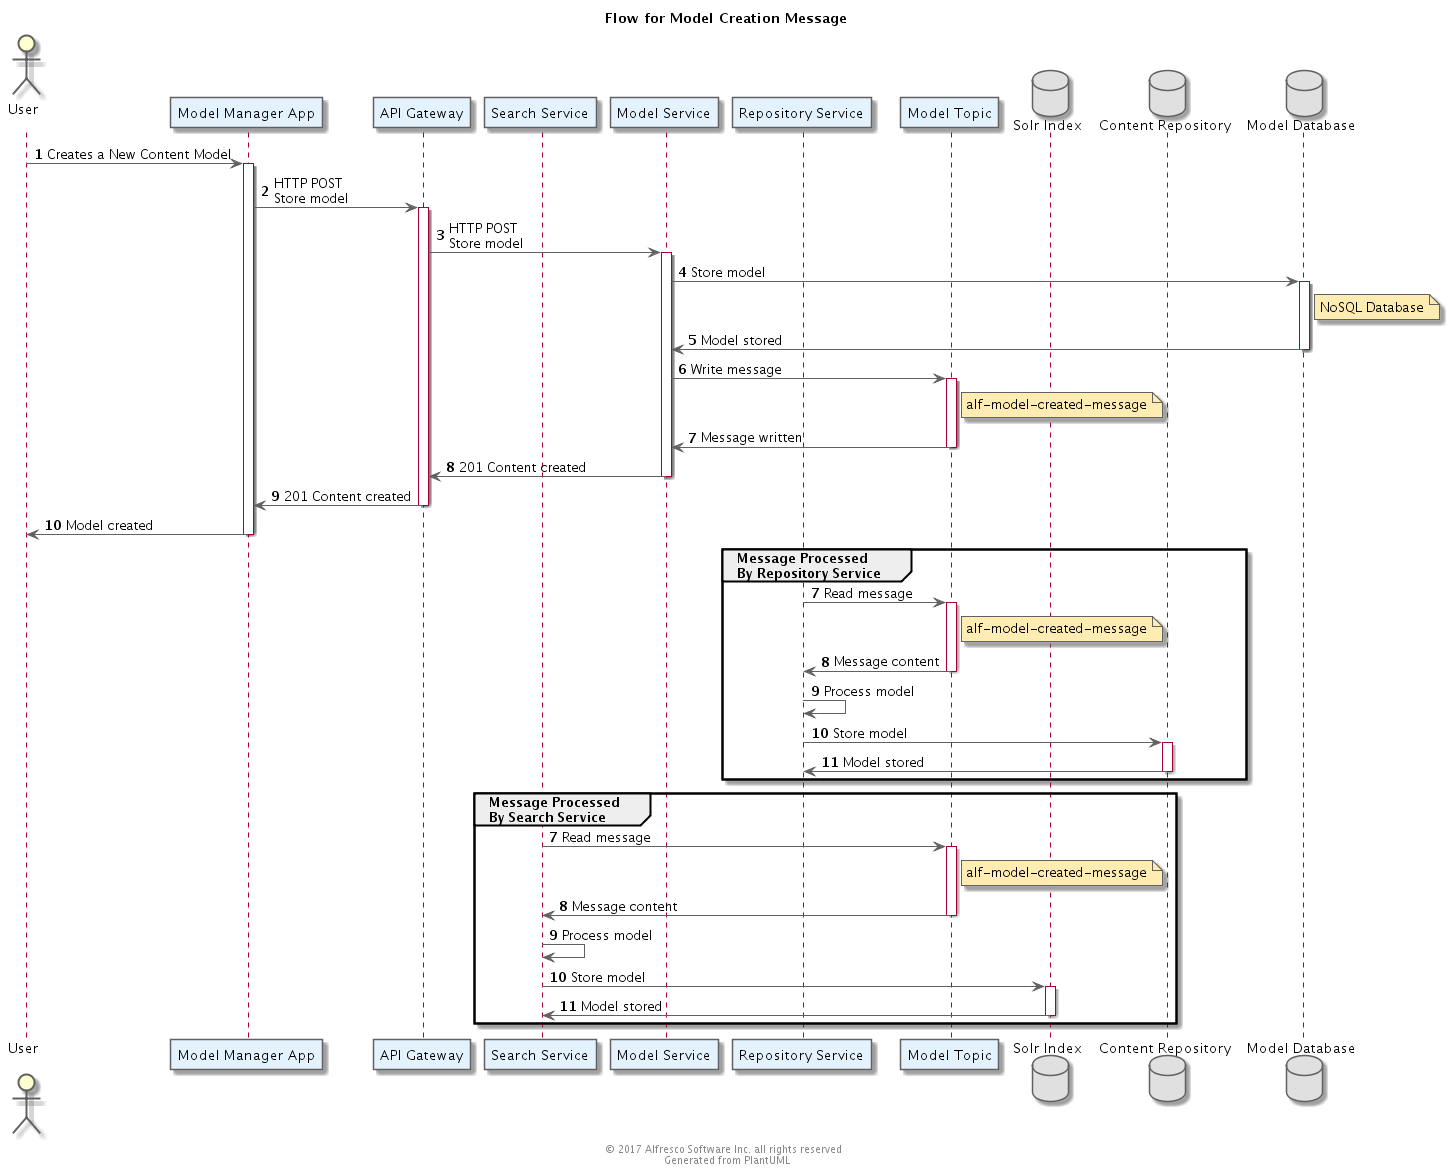 Flow for Model Creation Message
User
Model Manager App
API Gateway
Search Service
Model Service
Repository Service
Model Topic
Solr Index
Content Repository
Model Database
1 Creates a New Content Model
2 HTTP POST
Store model
3 HTTP POST
Store model
4 Store model
NoSQL Database
5 Model stored
6 Write message
alf-model-created-message
7 Message written
8 201 Content created
9 201 Content created
10 Model created
Message Processed
By Repository Service
7 Read message
alf-model-created-message
8 Message content
9 Process model
10 Store model
11 Model stored
Message Processed
By Search Service
7 Read message
alf-model-created-message
8 Message content
9 Process model
10 Store model
11 Model stored
User
Model Manager App
API Gateway
Search Service
Model Service
Repository Service
Model Topic
Solr Index
Content Repository
Model Database
© 2017 Alfresco Software Inc. all rights reserved
Generated from PlantUML